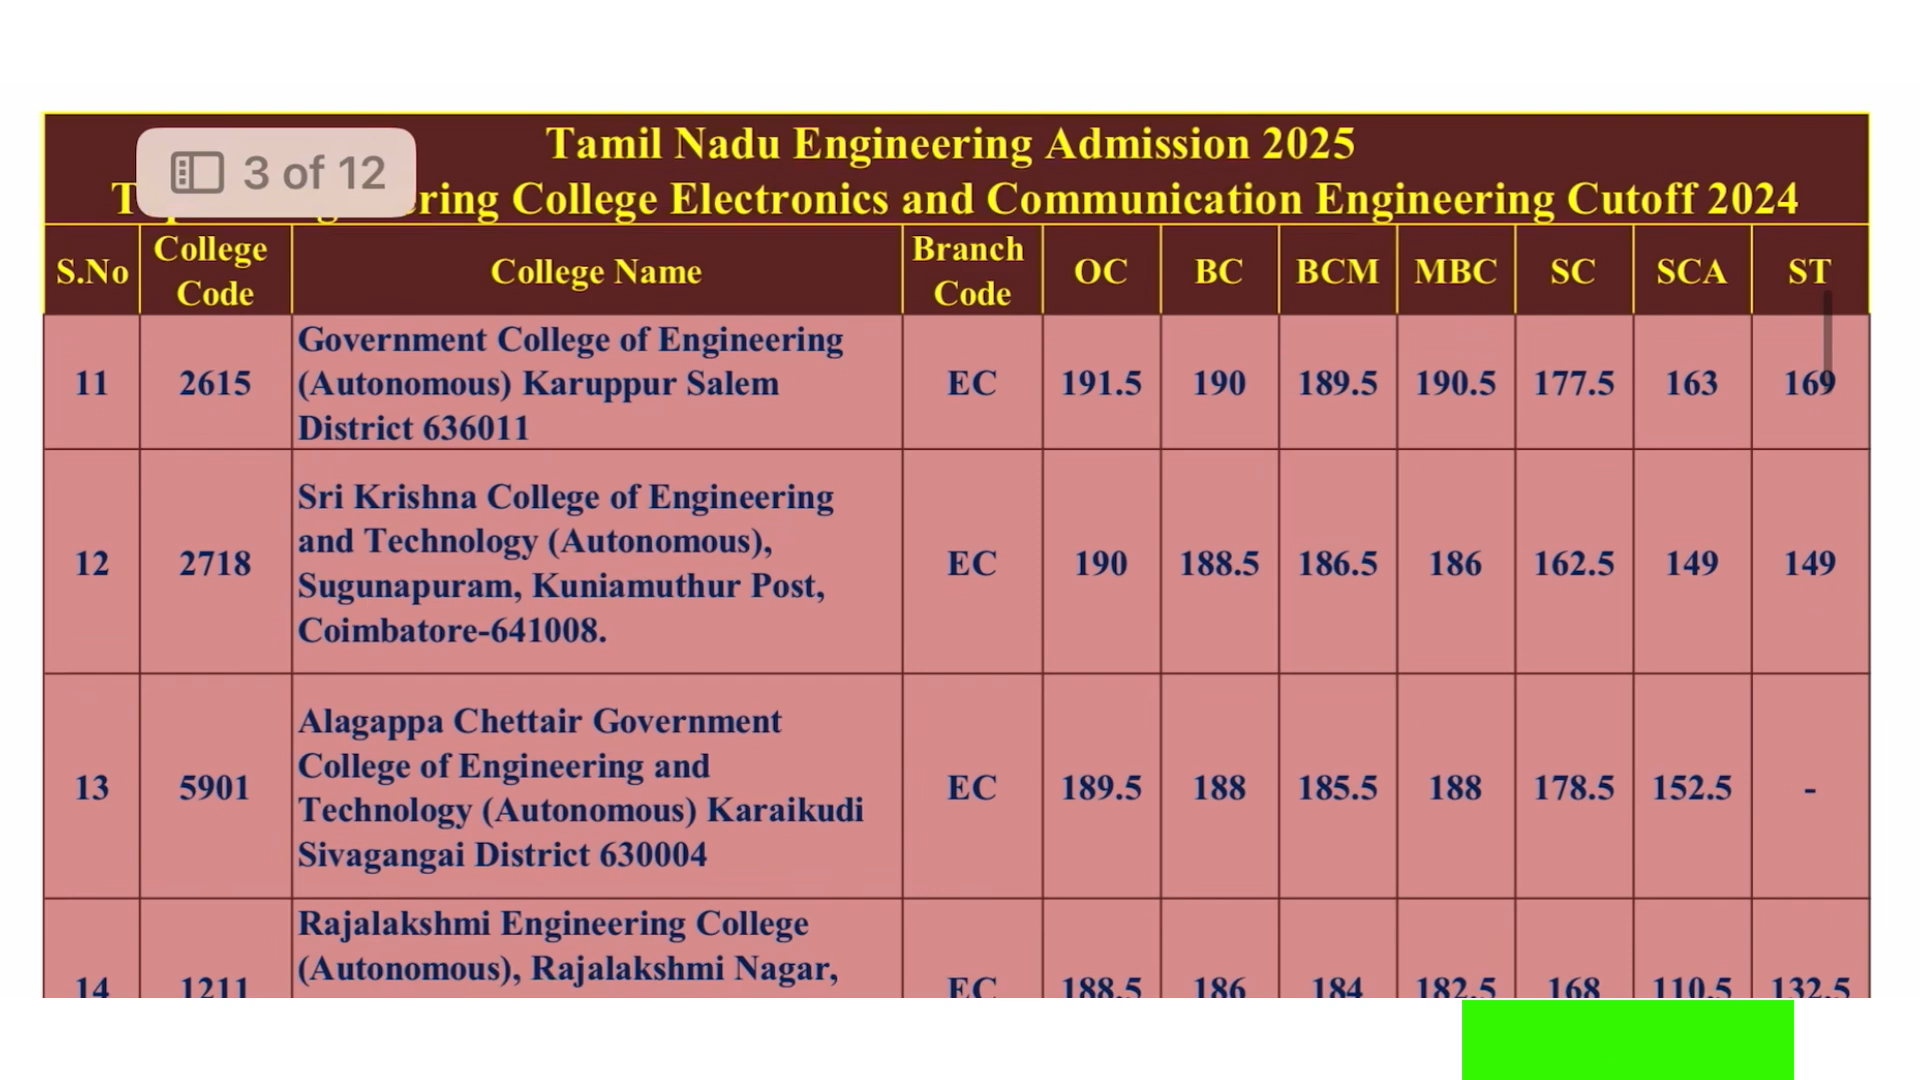 Tamil Nadu Engineering Admission 2025
3 of 12
College Electronics and Communication Engineering Cutoff 2024
S.No College Code College Name Branch Code OC BC BCM MBC SC SCA ST
11 2615 Government College of Engineering
(Autonomous) Karuppur Salem
District 636011
EC 191.5 190 189.5 190.5 177.5 163 169
12 2718 Sri Krishna College of Engineering
and Technology (Autonomous),
Sugunapuram, Kuniamuthur Post,
Coimbatore-641008.
EC 190 188.5 186.5 186 162.5 149 149
13 5901 Alagappa Chettair Government
College of Engineering and
Technology (Autonomous) Karaikudi
Sivagangai District 630004
EC 189.5 188 185.5 188 178.5 152.5 -
14 1211 Rajalakshmi Engineering College
(Autonomous), Rajalakshmi Nagar,
EC 188.5 186 184 182.5 168 110.5 132.5